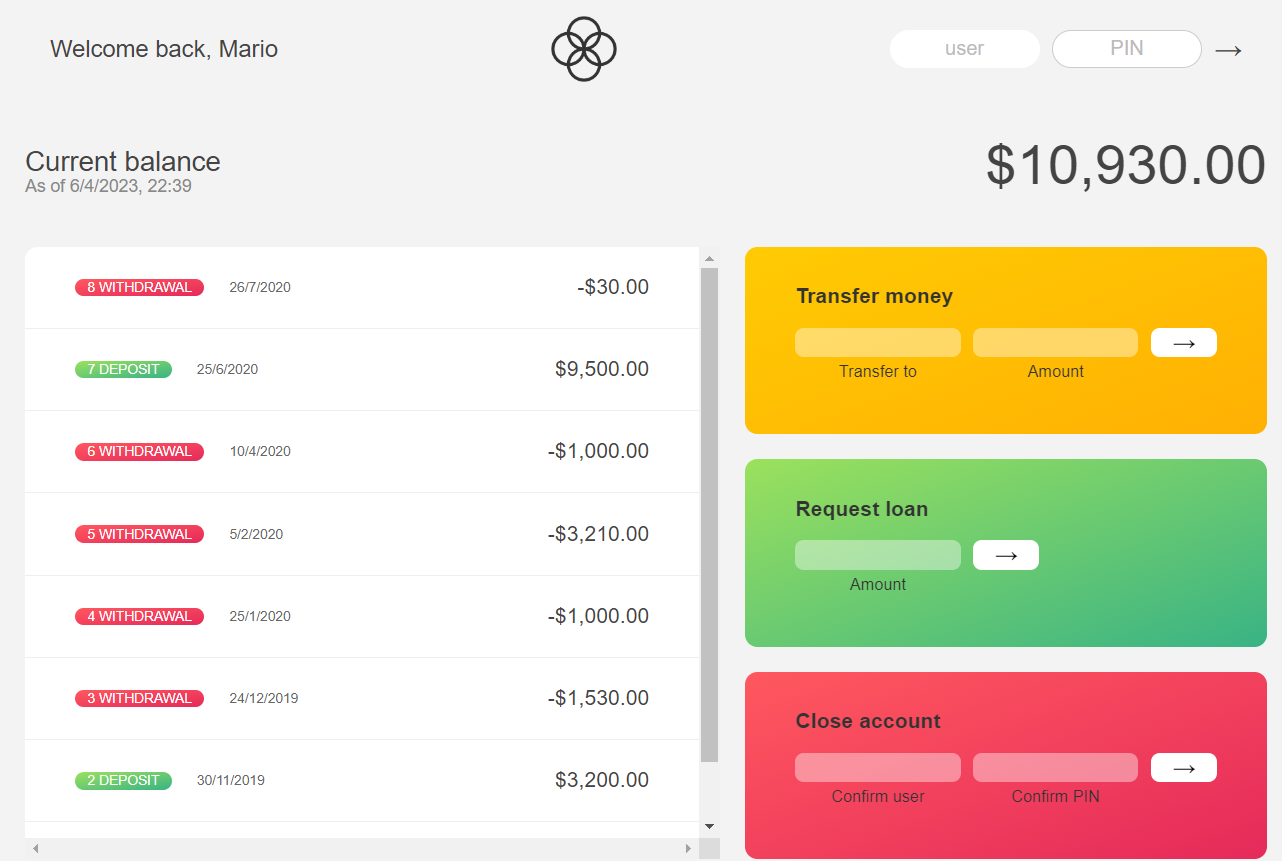 Welcome back, Mario
user PIN →
Current balance
As of 6/4/2023, 22:39
$10,930.00
8 WITHDRAWAL 26/7/2020 -$30.00
7 DEPOSIT 25/6/2020 $9,500.00
6 WITHDRAWAL 10/4/2020 -$1,000.00
5 WITHDRAWAL 5/2/2020 -$3,210.00
4 WITHDRAWAL 25/1/2020 -$1,000.00
3 WITHDRAWAL 24/12/2019 -$1,530.00
2 DEPOSIT 30/11/2019 $3,200.00
Transfer money
→
Transfer to Amount
Request loan
→
Amount
Close account
→
Confirm user Confirm PIN